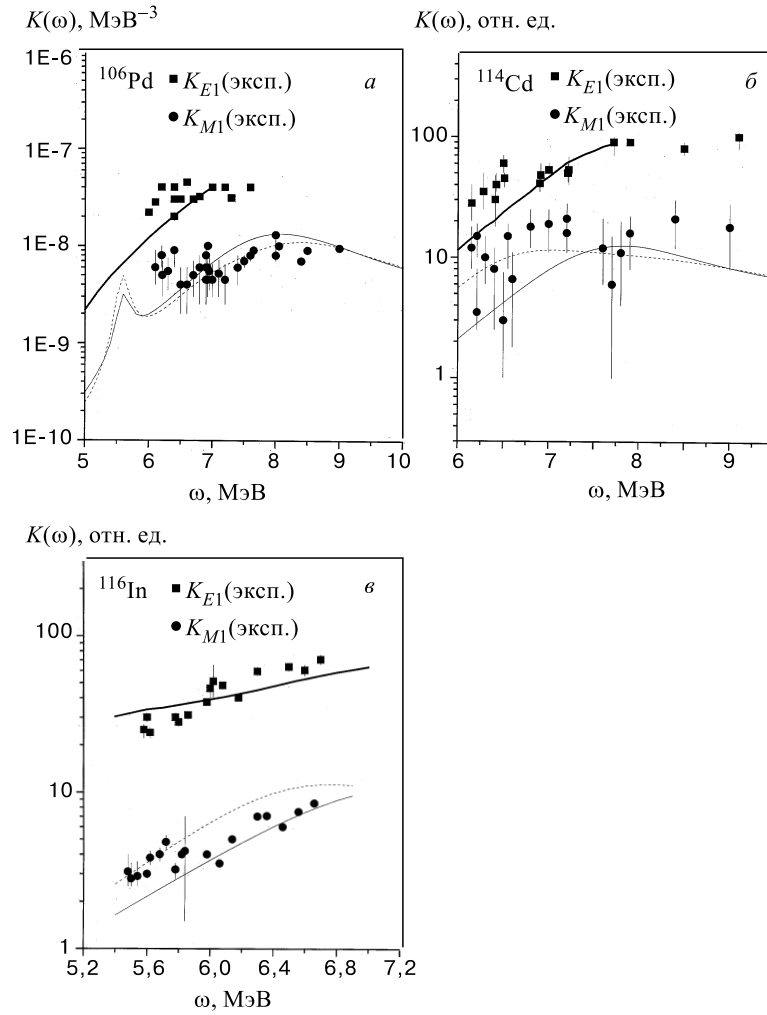 K(ω), МэВ⁻³
K(ω), отн. ед.
1E-6
¹⁰⁶Pd ■ K_E1(эксп.) а
● K_M1(эксп.)
1E-7
1E-8
1E-9
1E-10
5 6 7 8 9 10
ω, МэВ
¹¹⁴Cd ■ K_E1(эксп.) б
● K_M1(эксп.)
100
10
1
6 7 8 9
ω, МэВ
K(ω), отн. ед.
¹¹⁶In ■ K_E1(эксп.) в
● K_M1(эксп.)
100
10
1
5,2 5,6 6,0 6,4 6,8 7,2
ω, МэВ